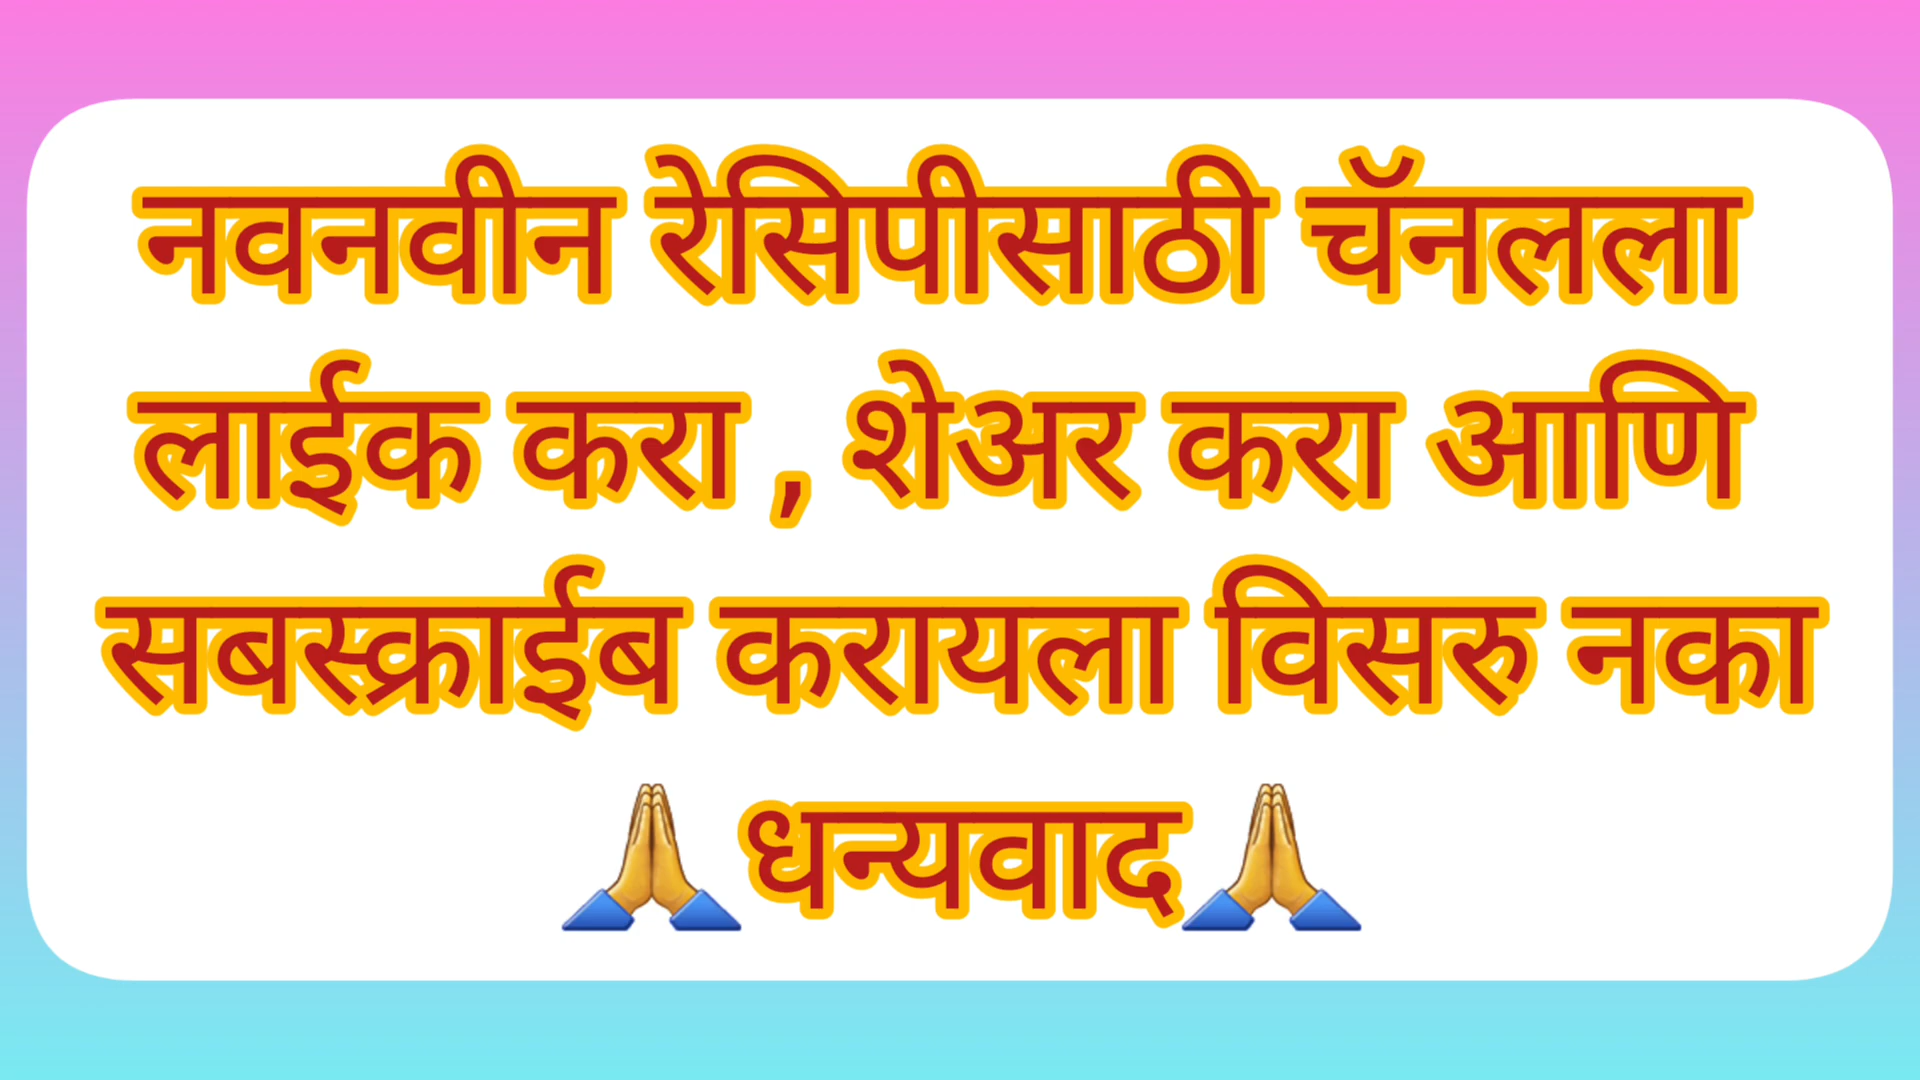 नवनवीन रेसिपीसाठी चॅनलला
लाईक करा , शेअर करा आणि
सबस्क्राईब करायला विसरु नका
🙏धन्यवाद🙏